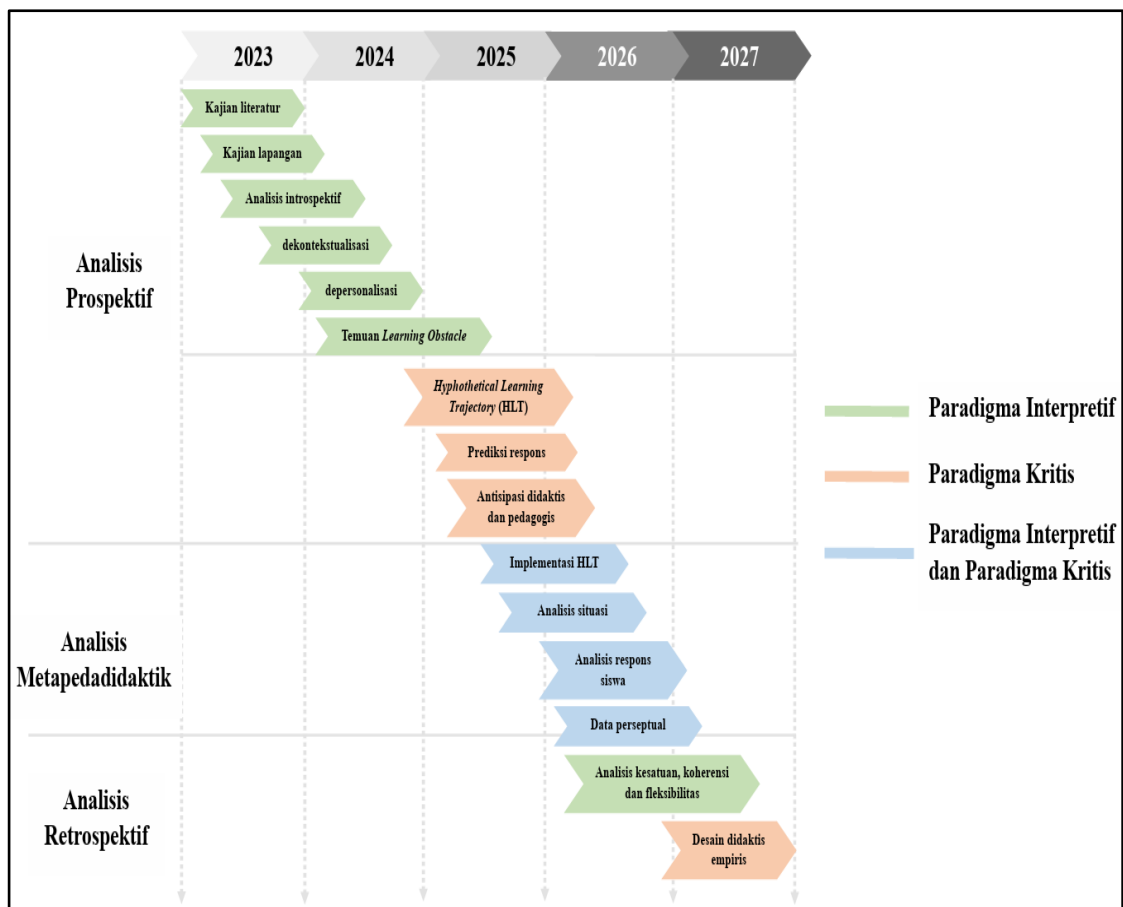 2023 2024 2025 2026 2027
Kajian literatur
Kajian lapangan
Analisis introspektif
dekontekstualisasi
depersonalisasi
Temuan Learning Obstacle
Analisis
Prospektif
Hyphothetical Learning
Trajectory (HLT)
Prediksi respons
Antisipasi didaktis
dan pedagogis
Implementasi HLT
Analisis situasi
Analisis respons
siswa
Data perseptual
Analisis
Metapedadidaktik
Analisis kesatuan, koherensi
dan fleksibilitas
Desain didaktis
empiris
Analisis
Retrospektif
Paradigma Interpretif
Paradigma Kritis
Paradigma Interpretif
dan Paradigma Kritis